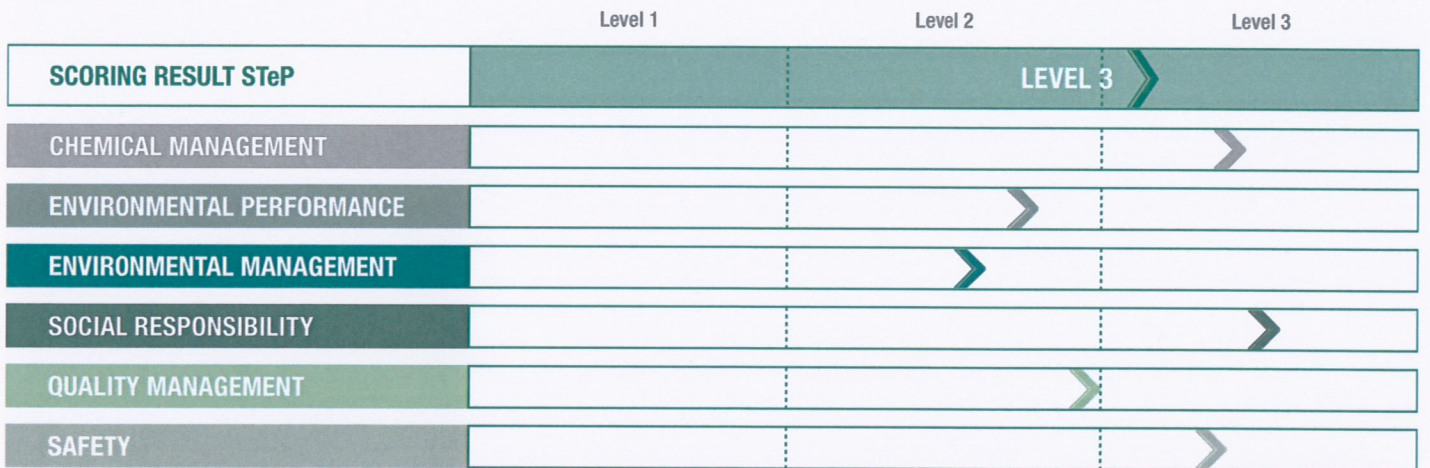 Level 1 Level 2 Level 3
SCORING RESULT STeP LEVEL 3
CHEMICAL MANAGEMENT
ENVIRONMENTAL PERFORMANCE
ENVIRONMENTAL MANAGEMENT
SOCIAL RESPONSIBILITY
QUALITY MANAGEMENT
SAFETY